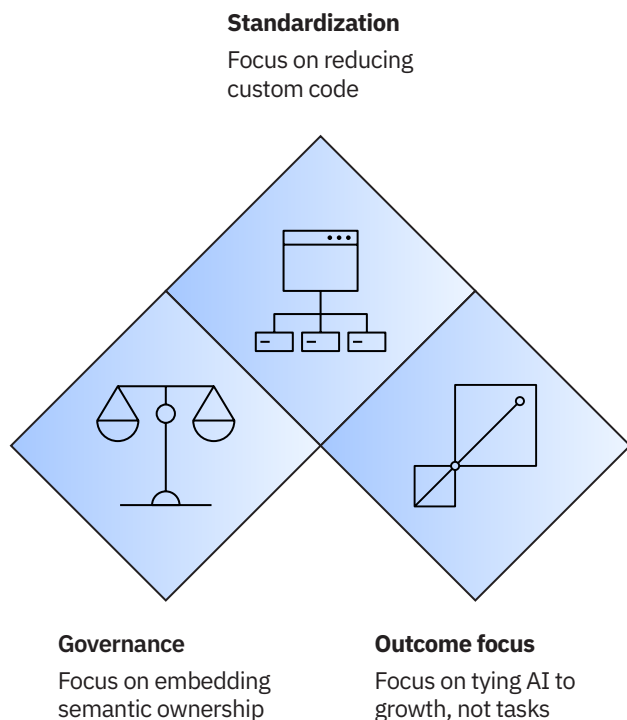 Standardization
Focus on reducing
custom code
Governance
Focus on embedding
semantic ownership
Outcome focus
Focus on tying AI to
growth, not tasks